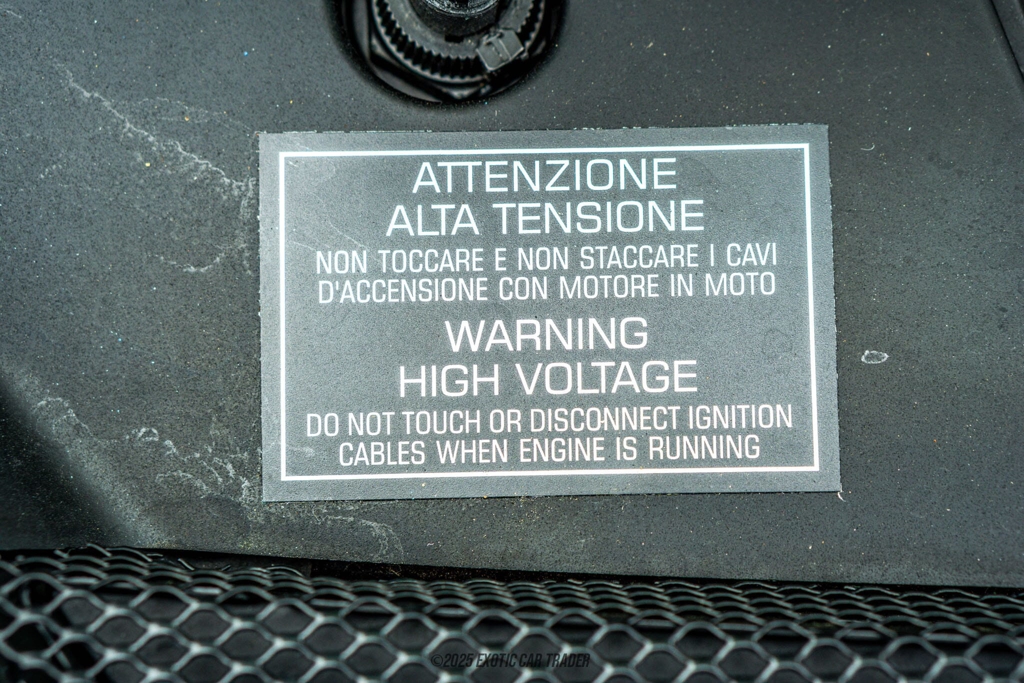 ATTENZIONE
ALTA TENSIONE
NON TOCCARE E NON STACCARE I CAVI
D'ACCENSIONE CON MOTORE IN MOTO
WARNING
HIGH VOLTAGE
DO NOT TOUCH OR DISCONNECT IGNITION
CABLES WHEN ENGINE IS RUNNING
©2025 EXOTIC CAR TRADER